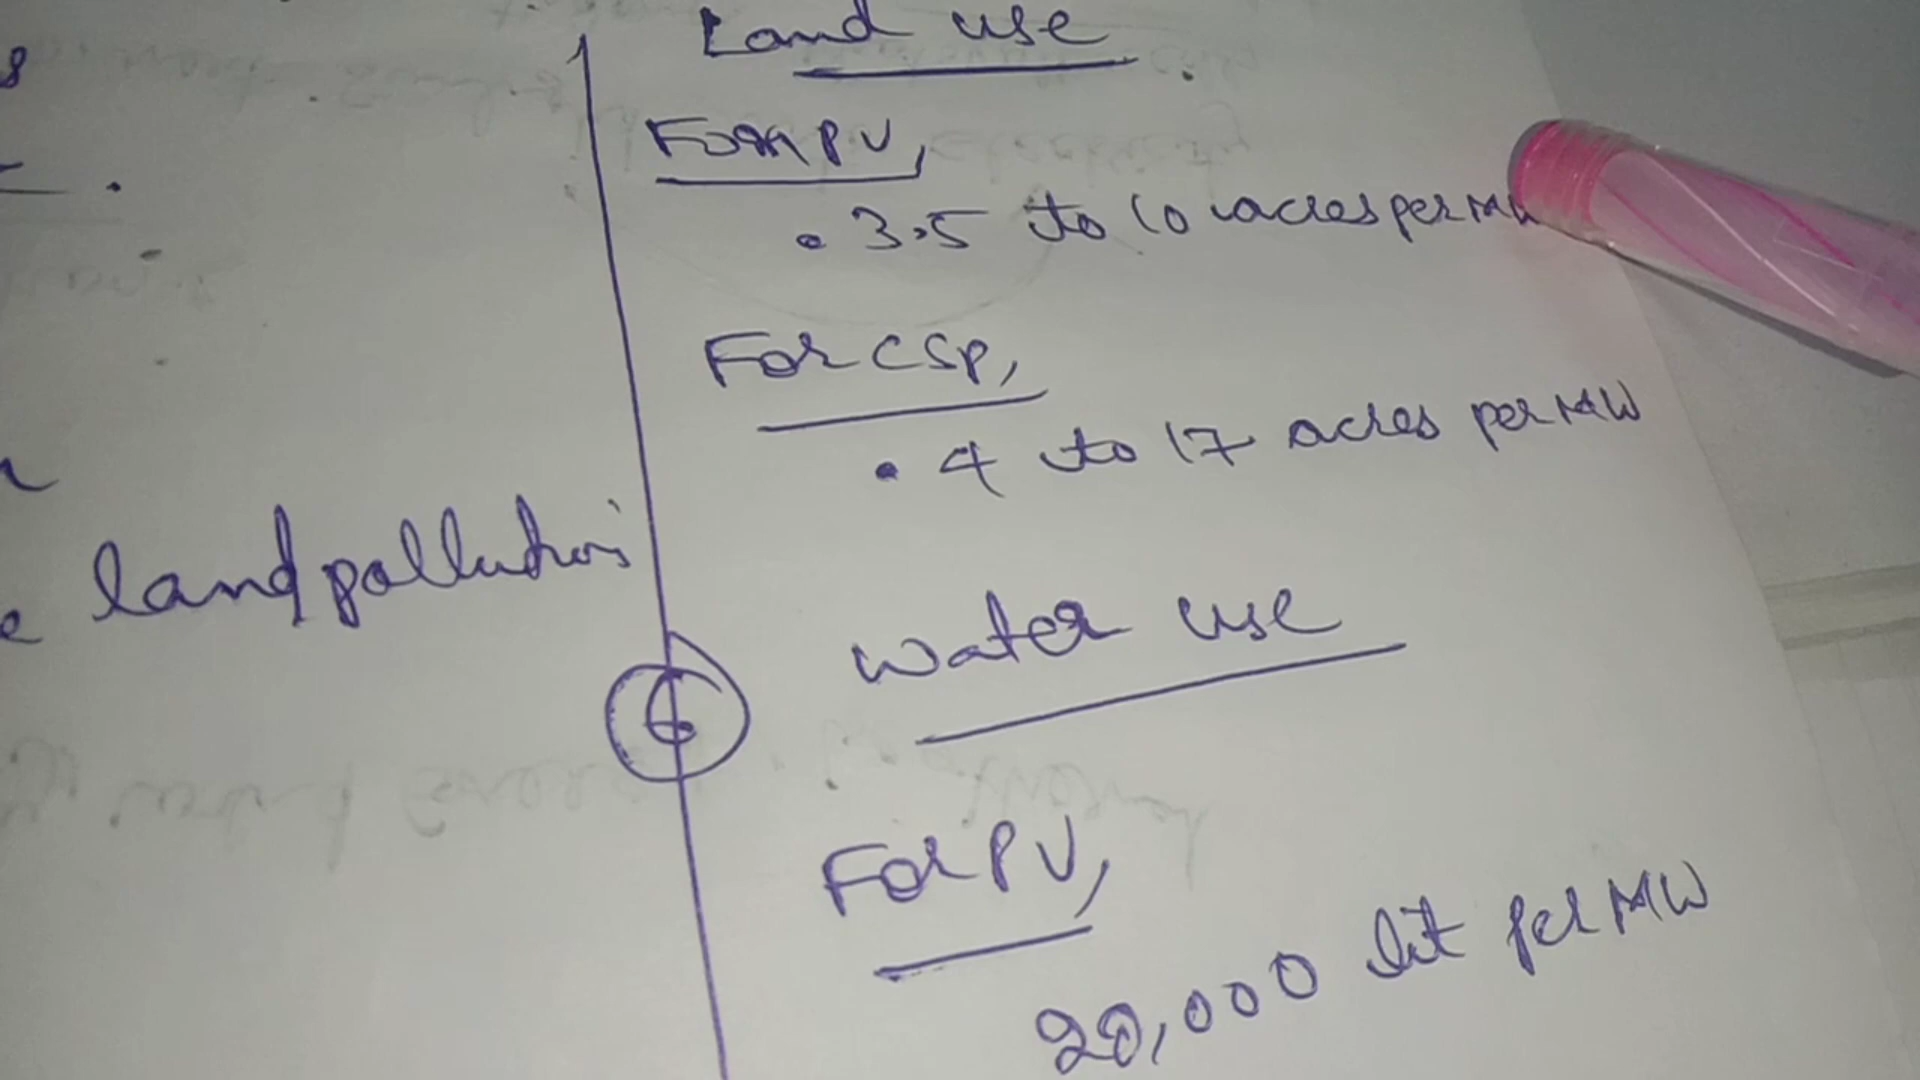 Land use
For PV,
• 3.5 to 10 acres per MW
For CSP,
• 4 to 17 acres per MW
land pollution
Water use
For PV,
20,000 lit per MW